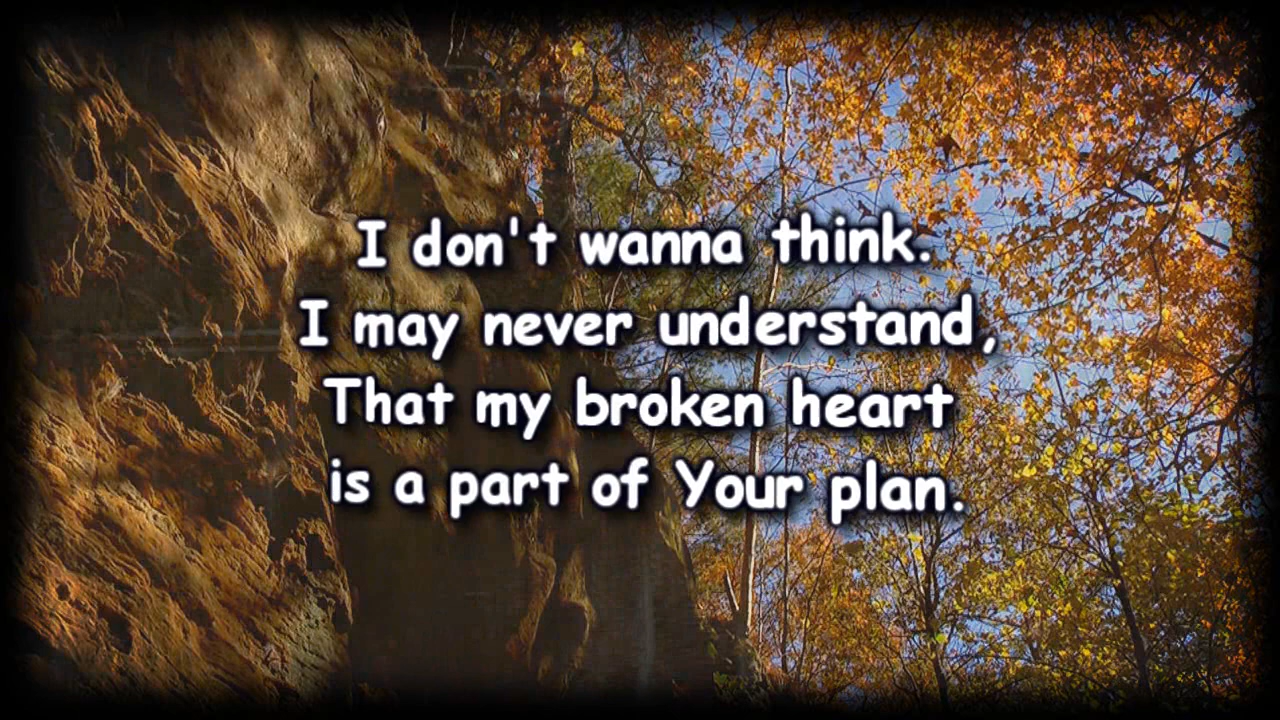 I don't wanna think.
I may never understand,
That my broken heart
is a part of Your plan.